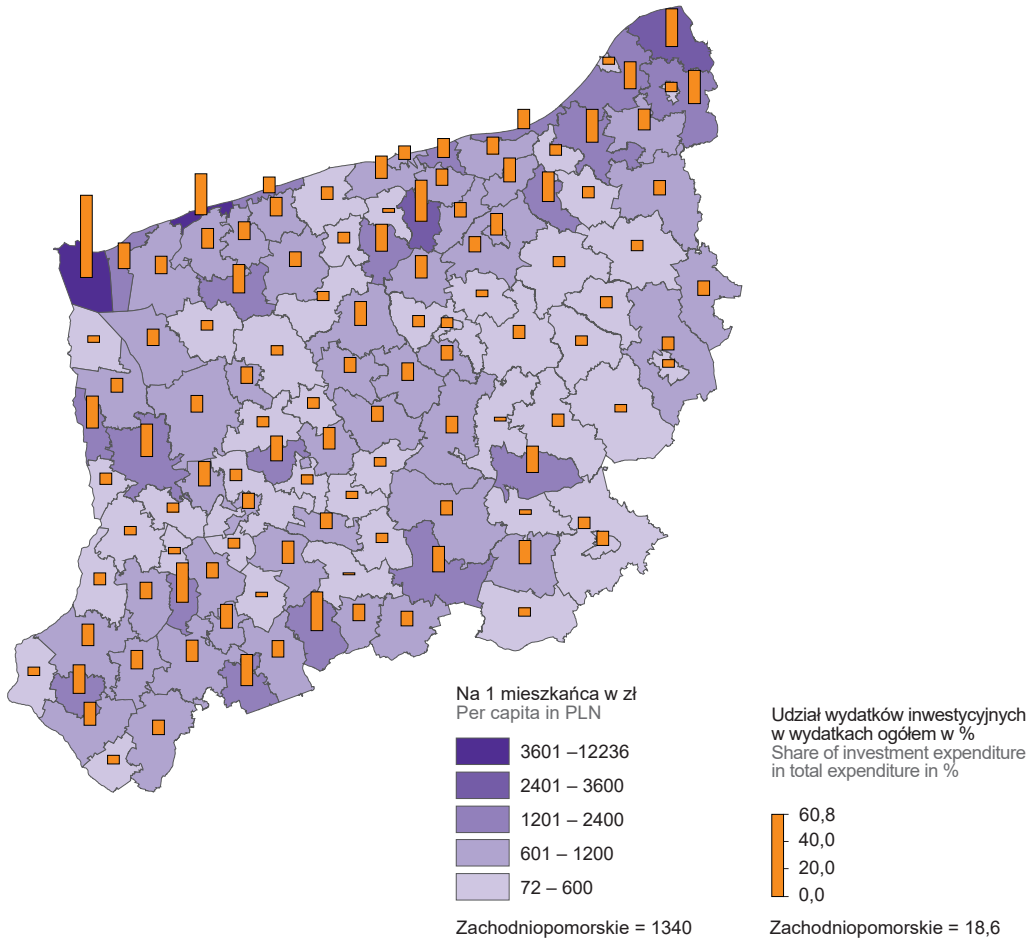 Na 1 mieszkańca w zł
Per capita in PLN
3601 –12236
2401 – 3600
1201 – 2400
601 – 1200
72 – 600
Zachodniopomorskie = 1340
Udział wydatków inwestycyjnych
w wydatkach ogółem w %
Share of investment expenditure
in total expenditure in %
60,8
40,0
20,0
0,0
Zachodniopomorskie = 18,6